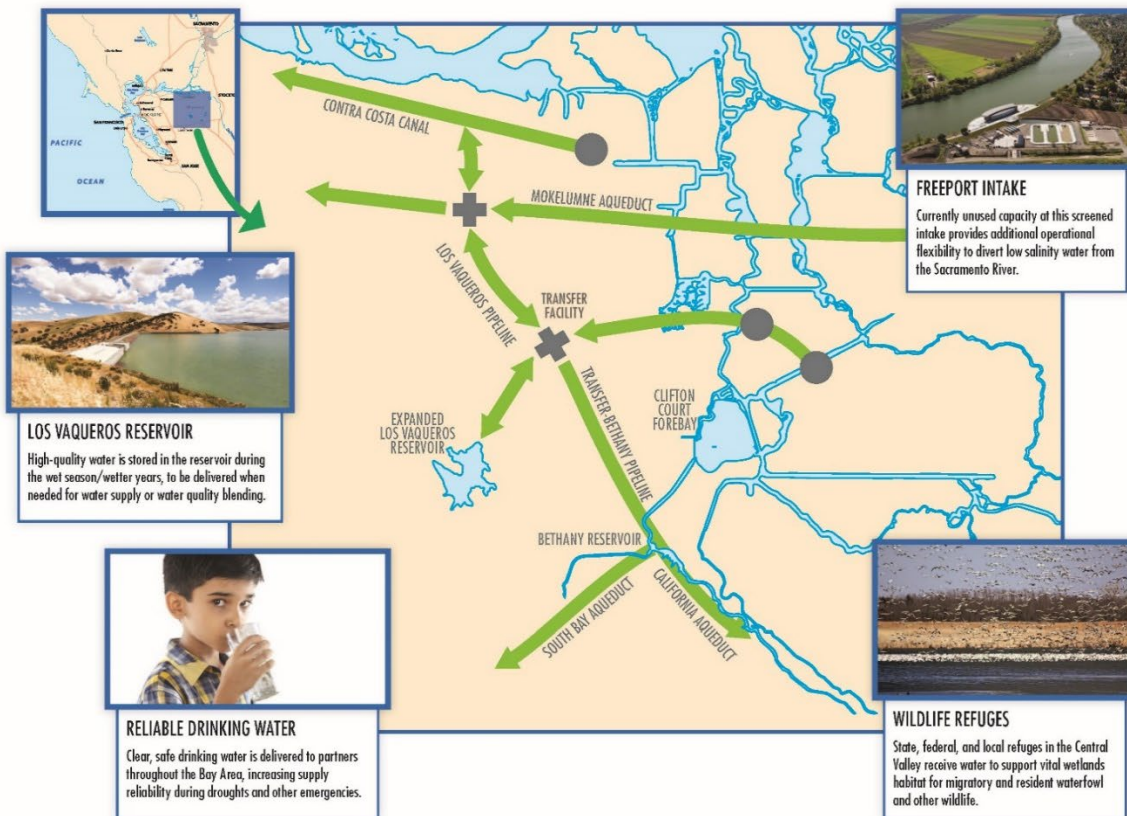 SACRAMENTO
SAN FRANCISCO
SAN JOSE
PACIFIC
OCEAN
CONTRA COSTA CANAL
MOKELUMNE AQUEDUCT
LOS VAQUEROS PIPELINE
TRANSFER
FACILITY
TRANSFER-BETHANY PIPELINE
CLIFTON
COURT
FOREBAY
EXPANDED
LOS VAQUEROS
RESERVOIR
BETHANY RESERVOIR
SOUTH BAY AQUEDUCT
CALIFORNIA AQUEDUCT
FREEPORT INTAKE
Currently unused capacity at this screened
intake provides additional operational
flexibility to divert low salinity water from
the Sacramento River.
LOS VAQUEROS RESERVOIR
High-quality water is stored in the reservoir during
the wet season/wetter years, to be delivered when
needed for water supply or water quality blending.
RELIABLE DRINKING WATER
Clear, safe drinking water is delivered to partners
throughout the Bay Area, increasing supply
reliability during droughts and other emergencies.
WILDLIFE REFUGES
State, federal, and local refuges in the Central
Valley receive water to support vital wetlands
habitat for migratory and resident waterfowl
and other wildlife.